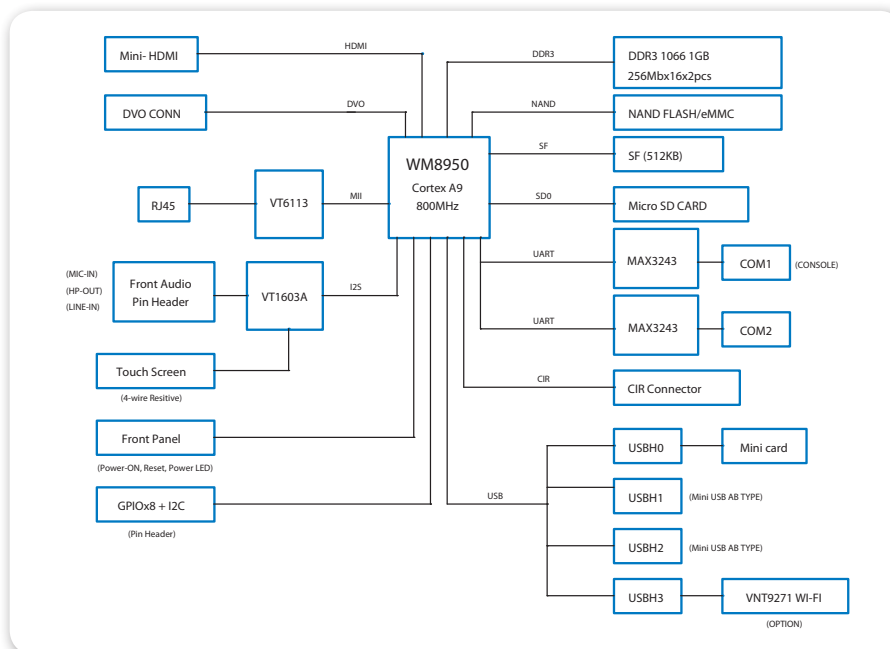 HDMI
DDR3
Mini- HDMI
DDR3 1066 1GB
256Mbx16x2pcs
DVO
NAND
DVO CONN
NAND FLASH/eMMC
WM8950
Cortex A9
800MHz
SF
SF (512KB)
RJ45
VT6113
MII
SD0
Micro SD CARD
(MIC-IN)
(HP-OUT)
(LINE-IN)
Front Audio
Pin Header
VT1603A
I2S
UART
MAX3243
COM1
(CONSOLE)
UART
MAX3243
COM2
Touch Screen
(4-wire Resitive)
CIR
CIR Connector
Front Panel
(Power-ON, Reset, Power LED)
USBH0
Mini card
GPIOx8 + I2C
(Pin Header)
USB
USBH1
(Mini USB AB TYPE)
USBH2
(Mini USB AB TYPE)
USBH3
VNT9271 WI-FI
(OPTION)